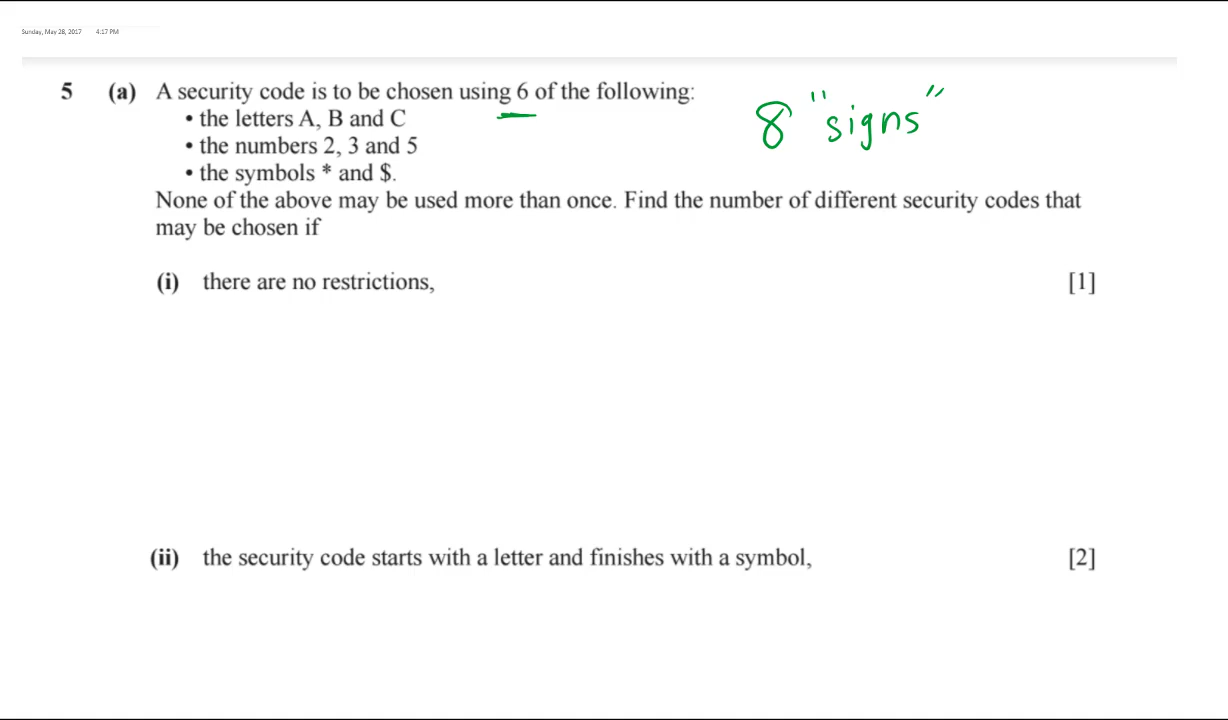 Sunday, May 28, 2017 4:17 PM
5 (a) A security code is to be chosen using 6 of the following:
• the letters A, B and C
8 "signs"
• the numbers 2, 3 and 5
• the symbols * and $.
None of the above may be used more than once. Find the number of different security codes that
may be chosen if
(i) there are no restrictions, [1]
(ii) the security code starts with a letter and finishes with a symbol, [2]